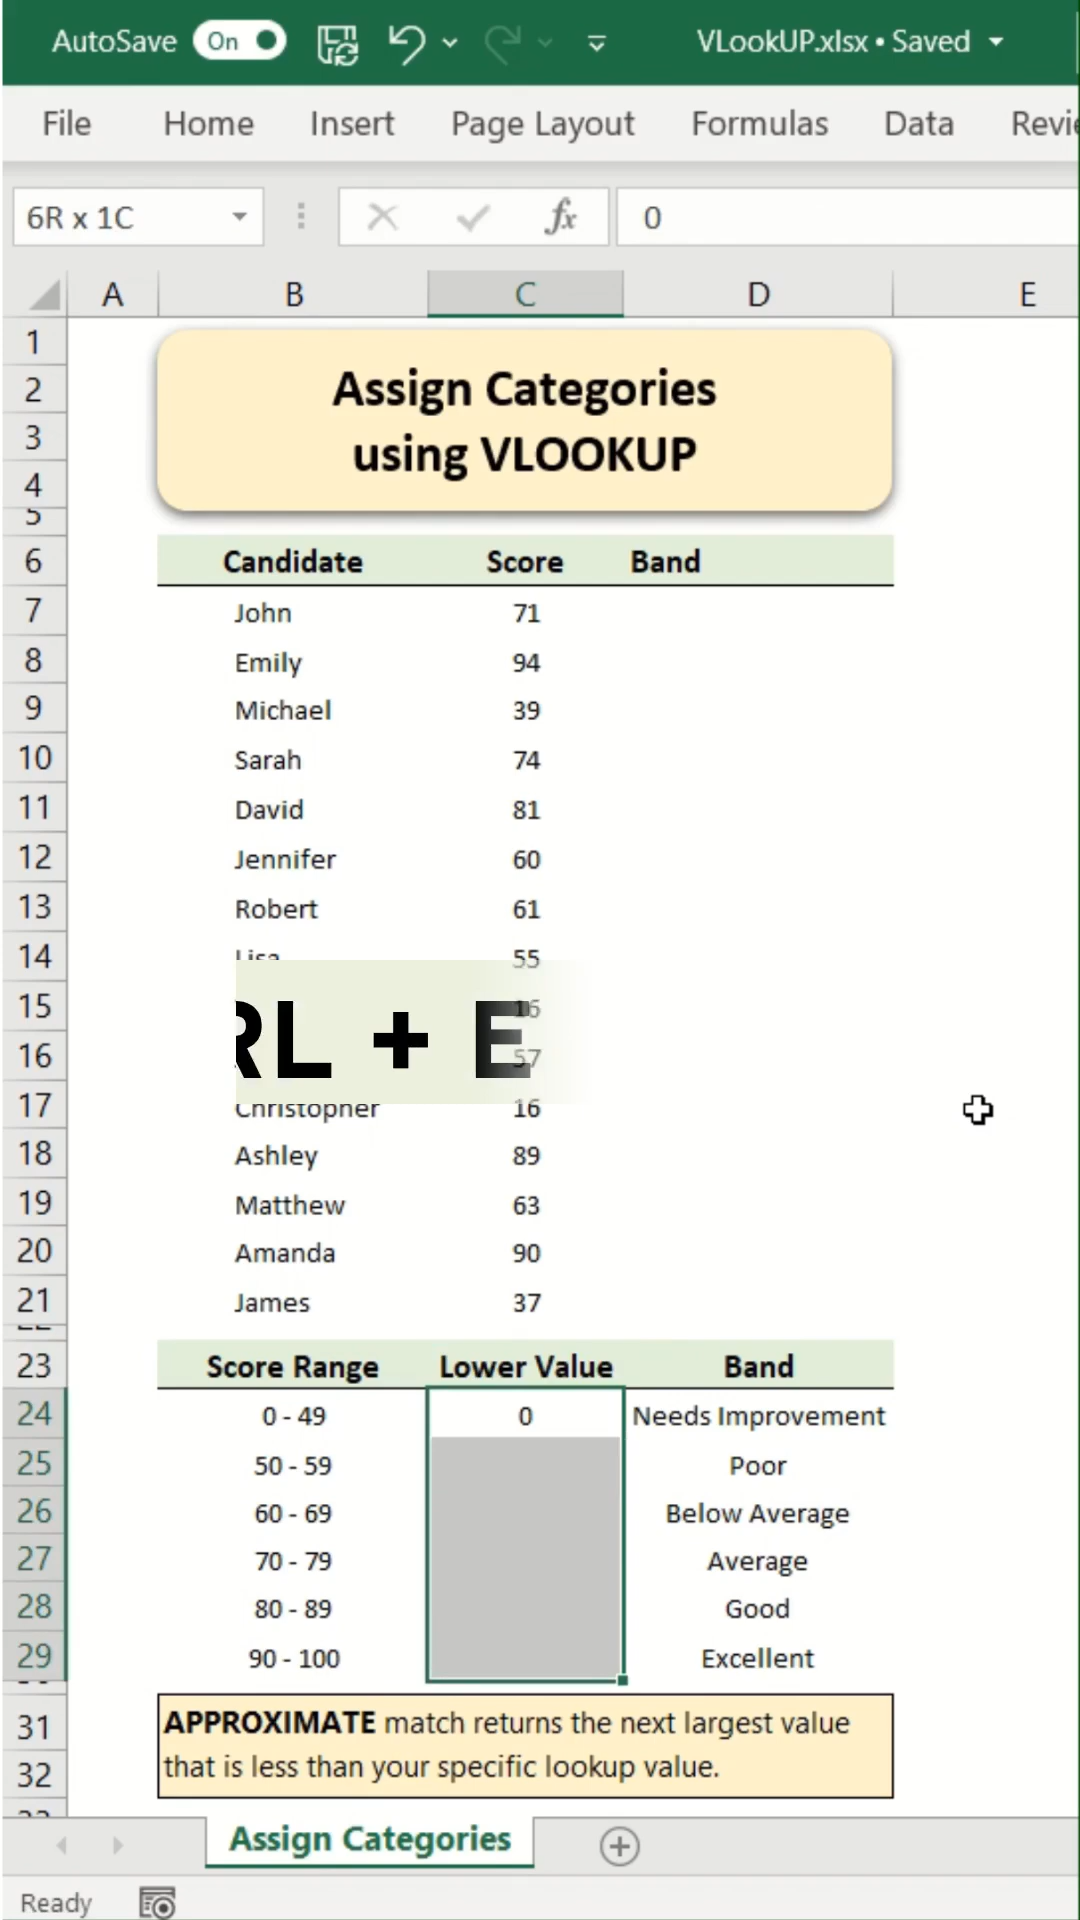 AutoSave On VLookUP.xlsx • Saved
File Home Insert Page Layout Formulas Data
6R x 1C fx 0
A B C D E
1
2
3
4
5
Assign Categories
using VLOOKUP
6 Candidate Score Band
7 John 71
8 Emily 94
9 Michael 39
10 Sarah 74
11 David 81
12 Jennifer 60
13 Robert 61
14 Lisa 55
15 16
RL + E
16 57
17 Christopher 16
18 Ashley 89
19 Matthew 63
20 Amanda 90
21 James 37
23 Score Range Lower Value Band
24 0 - 49 0 Needs Improvement
25 50 - 59 Poor
26 60 - 69 Below Average
27 70 - 79 Average
28 80 - 89 Good
29 90 - 100 Excellent
31 APPROXIMATE match returns the next largest value
32 that is less than your specific lookup value.
Assign Categories
Ready